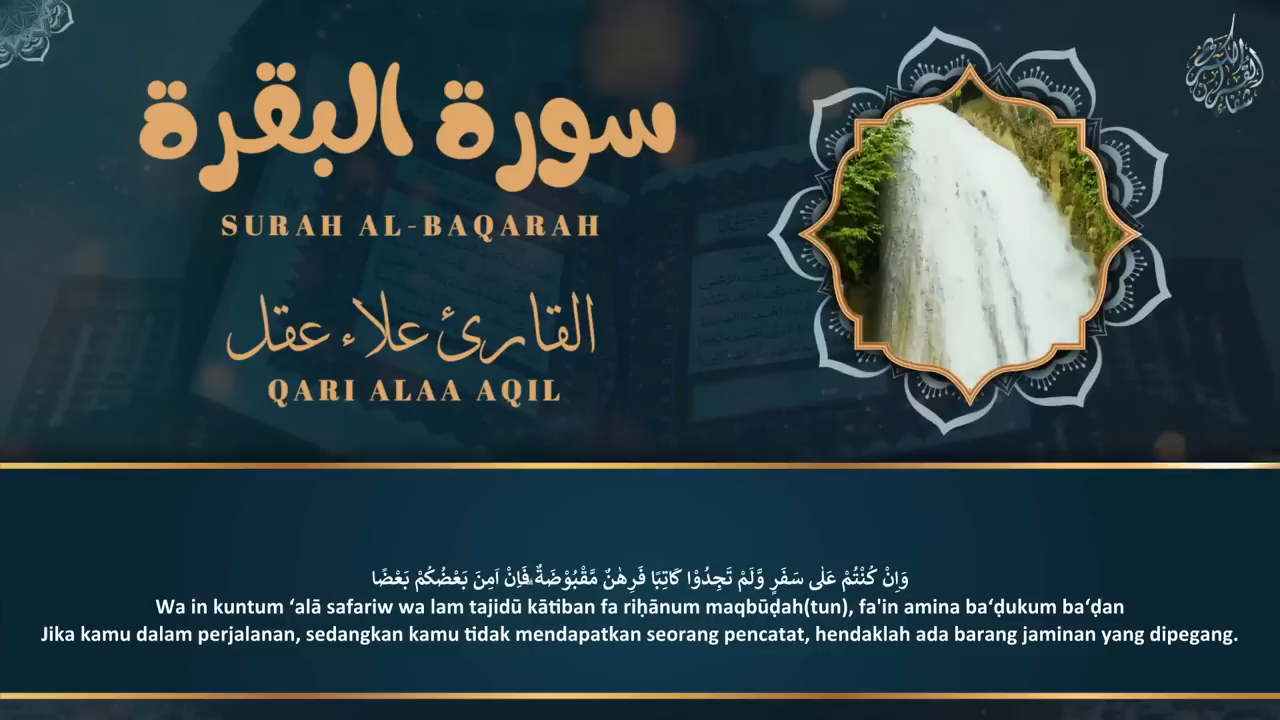 سورة البقرة
SURAH AL-BAQARAH
القارئ علاء عقل
QARI ALAA AQIL
وَاِنْ كُنْتُمْ عَلٰى سَفَرٍ وَّلَمْ تَجِدُوْا كَاتِبًا فَرِهٰنٌ مَّقْبُوْضَةٌ ۗفَاِنْ اَمِنَ بَعْضُكُمْ بَعْضًا
Wa in kuntum ‘alā safariw wa lam tajidū kātiban fa riḥānum maqbūḍah(tun), fa'in amina ba‘ḍukum ba‘ḍan
Jika kamu dalam perjalanan, sedangkan kamu tidak mendapatkan seorang pencatat, hendaklah ada barang jaminan yang dipegang.